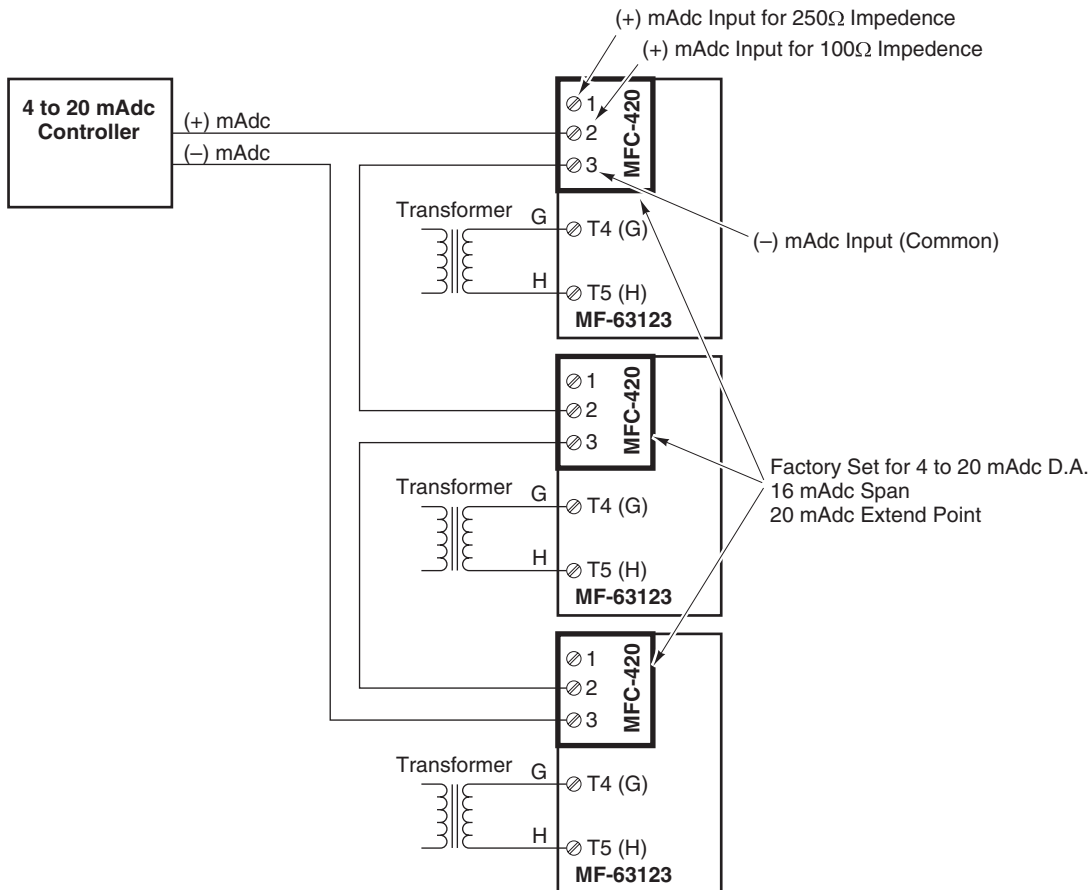 (+) mAdc Input for 250Ω Impedence
(+) mAdc Input for 100Ω Impedence
4 to 20 mAdc
Controller
(+) mAdc
(–) mAdc
1
2
3
MFC-420
(–) mAdc Input (Common)
Transformer
G
H
T4 (G)
T5 (H)
MF-63123
1
2
3
MFC-420
Factory Set for 4 to 20 mAdc D.A.
16 mAdc Span
20 mAdc Extend Point
Transformer
G
H
T4 (G)
T5 (H)
MF-63123
1
2
3
MFC-420
Transformer
G
H
T4 (G)
T5 (H)
MF-63123